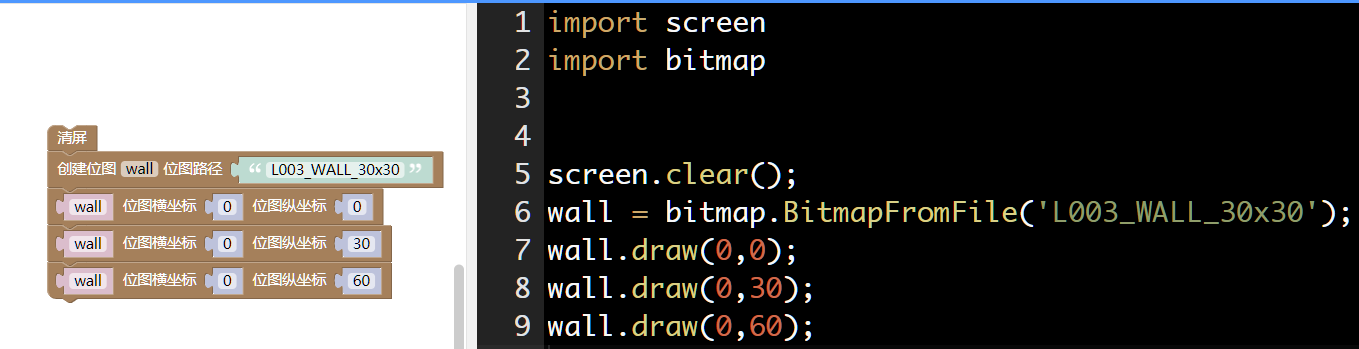 清屏
创建位图 wall 位图路径 “ L003_WALL_30x30 ”
wall 位图横坐标 0 位图纵坐标 0
wall 位图横坐标 0 位图纵坐标 30
wall 位图横坐标 0 位图纵坐标 60
1 import screen
2 import bitmap
3
4
5 screen.clear();
6 wall = bitmap.BitmapFromFile('L003_WALL_30x30');
7 wall.draw(0,0);
8 wall.draw(0,30);
9 wall.draw(0,60);